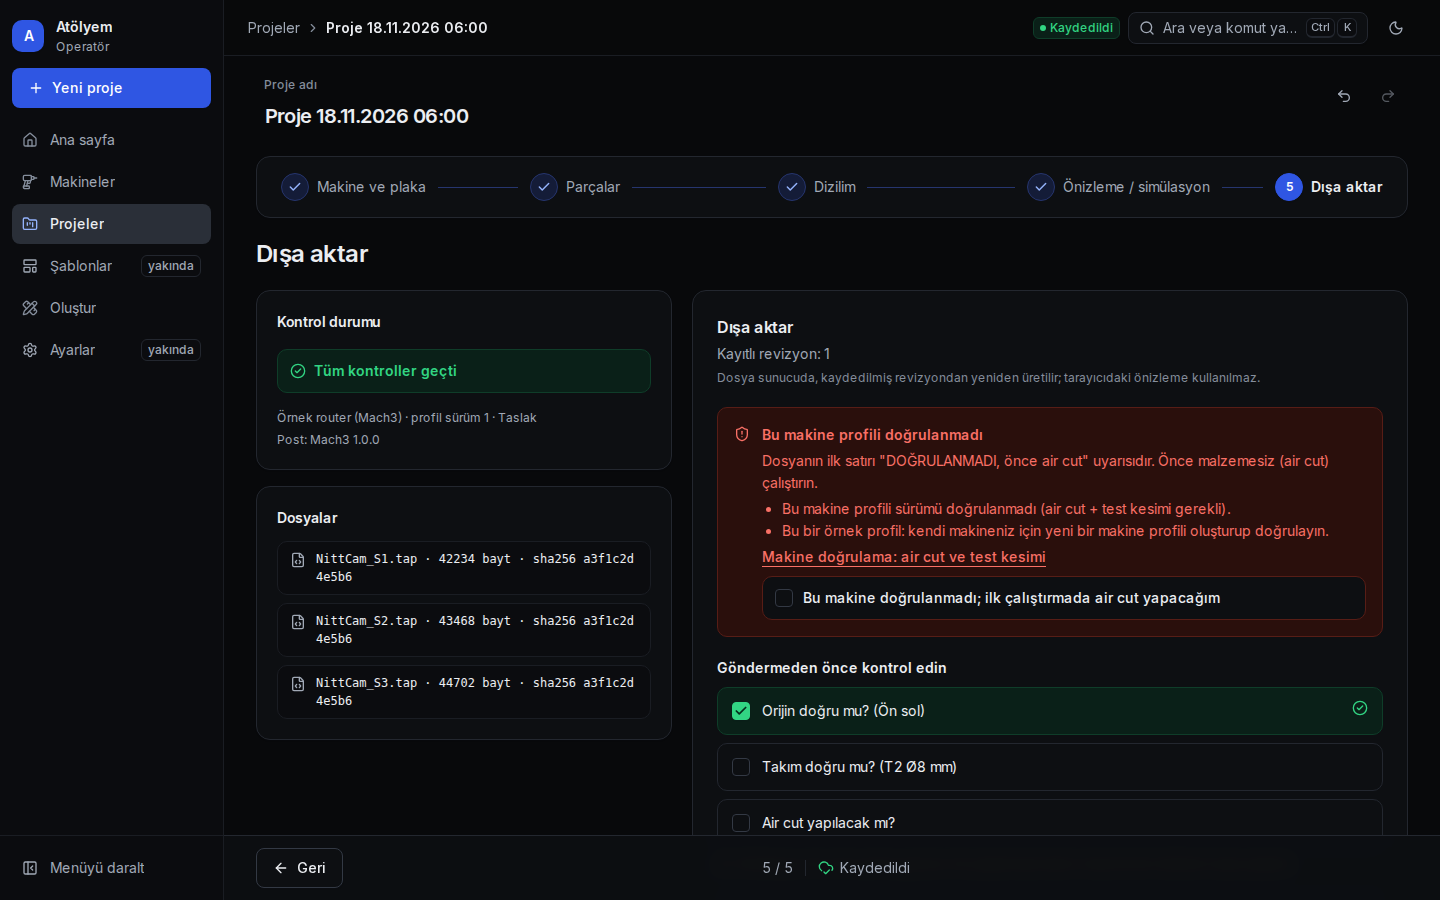 A
Atölyem
Operatör
Yeni proje
Ana sayfa
Makineler
Projeler
Şablonlar yakında
Oluştur
Ayarlar yakında
Menüyü daralt
Projeler > Proje 18.11.2026 06:00
Kaydedildi
Ara veya komut ya... Ctrl K
Proje adı
Proje 18.11.2026 06:00
Makine ve plaka
Parçalar
Dizilim
Önizleme / simülasyon
5 Dışa aktar
Dışa aktar
Kontrol durumu
Tüm kontroller geçti
Örnek router (Mach3) · profil sürüm 1 · Taslak
Post: Mach3 1.0.0
Dosyalar
NittCam_S1.tap · 42234 bayt · sha256 a3f1c2d
4e5b6
NittCam_S2.tap · 43468 bayt · sha256 a3f1c2d
4e5b6
NittCam_S3.tap · 44702 bayt · sha256 a3f1c2d
4e5b6
Dışa aktar
Kayıtlı revizyon: 1
Dosya sunucuda, kaydedilmiş revizyondan yeniden üretilir; tarayıcıdaki önizleme kullanılmaz.
Bu makine profili doğrulanmadı
Dosyanın ilk satırı "DOĞRULANMADI, önce air cut" uyarısıdır. Önce malzemesiz (air cut)
çalıştırın.
• Bu makine profili sürümü doğrulanmadı (air cut + test kesimi gerekli).
• Bu bir örnek profil: kendi makineniz için yeni bir makine profili oluşturup doğrulayın.
Makine doğrulama: air cut ve test kesimi
Bu makine doğrulanmadı; ilk çalıştırmada air cut yapacağım
Göndermeden önce kontrol edin
Orijin doğru mu? (Ön sol)
Takım doğru mu? (T2 Ø8 mm)
Air cut yapılacak mı?
Geri
5 / 5
Kaydedildi